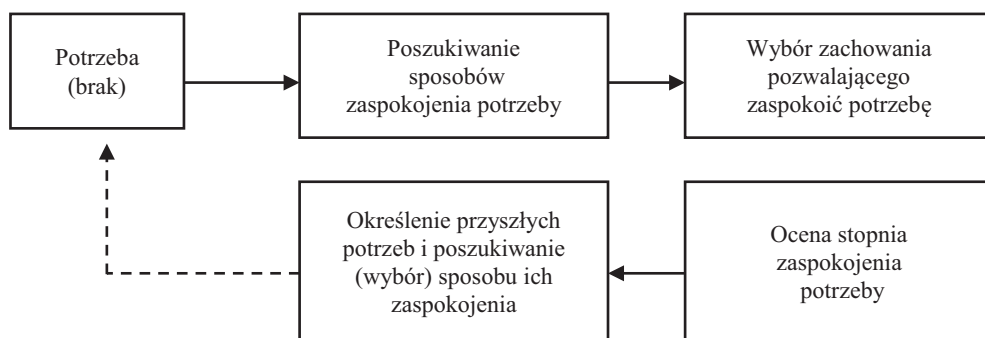 Potrzeba
(brak)
Poszukiwanie
sposobów
zaspokojenia potrzeby
Wybór zachowania
pozwalającego
zaspokoić potrzebę
Określenie przyszłych
potrzeb i poszukiwanie
(wybór) sposobu ich
zaspokojenia
Ocena stopnia
zaspokojenia
potrzeby